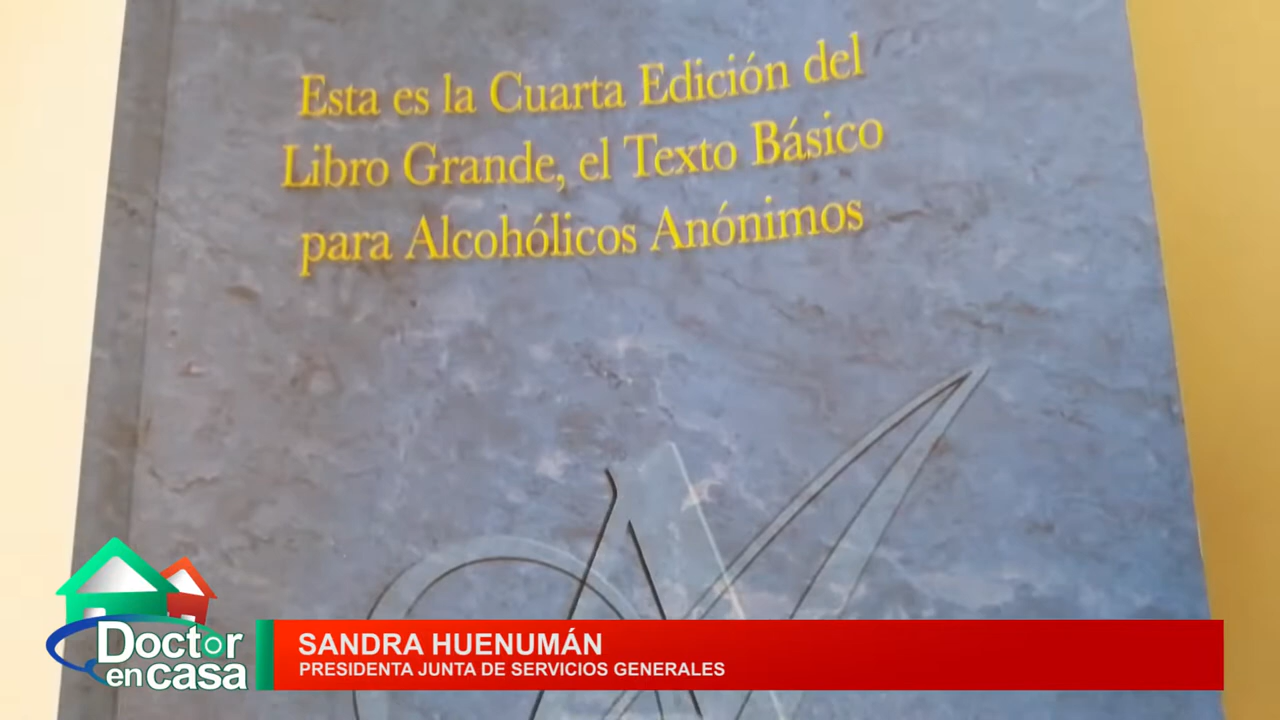 Esta es la Cuarta Edición del
Libro Grande, el Texto Básico
para Alcohólicos Anónimos
Doctor
en casa
SANDRA HUENUMÁN
PRESIDENTA JUNTA DE SERVICIOS GENERALES